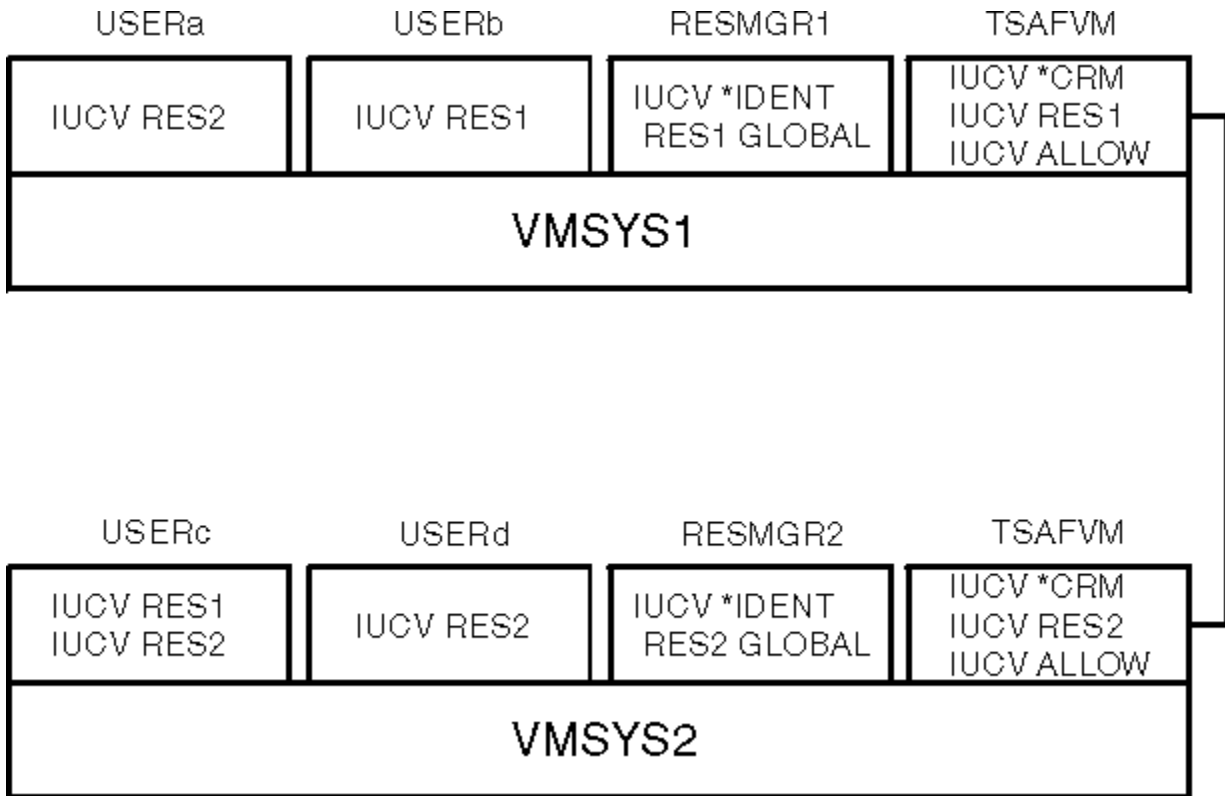 USERa USERb RESMGR1 TSAFVM
IUCV RES2
IUCV RES1
IUCV *IDENT
RES1 GLOBAL
IUCV *CRM
IUCV RES1
IUCV ALLOW
VMSYS1
USERc USERd RESMGR2 TSAFVM
IUCV RES1
IUCV RES2
IUCV RES2
IUCV *IDENT
RES2 GLOBAL
IUCV *CRM
IUCV RES2
IUCV ALLOW
VMSYS2